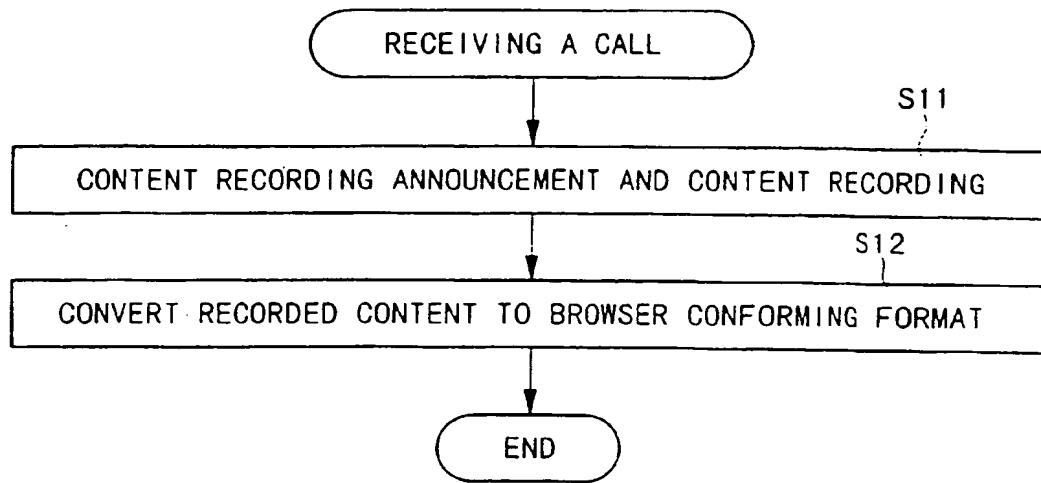 RECEIVING A CALL
S11
CONTENT RECORDING ANNOUNCEMENT AND CONTENT RECORDING
S12
CONVERT RECORDED CONTENT TO BROWSER CONFORMING FORMAT
END